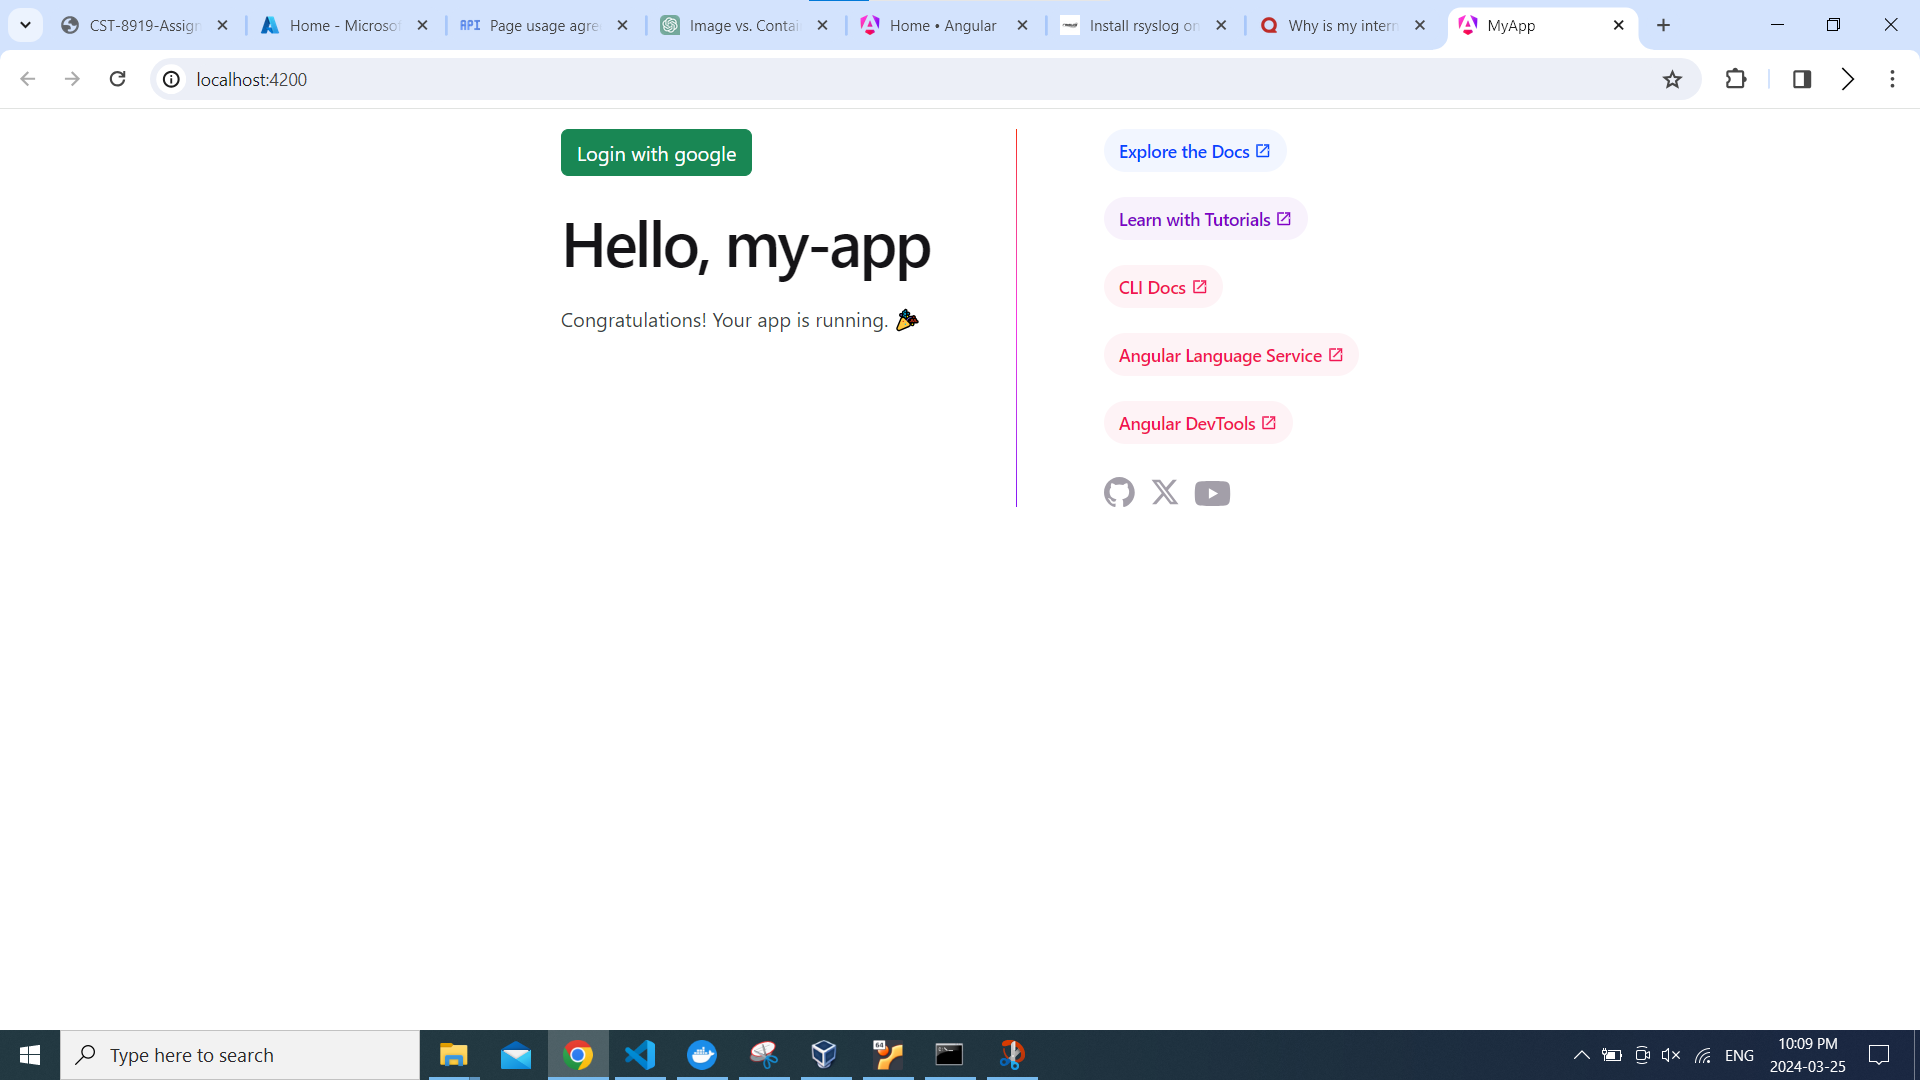 CST-8919-Assign
Home - Microsof
API
Page usage agre
Image vs. Contai
Home • Angular
Install rsyslog on
Why is my intern
MyApp
localhost:4200
Login with google
Hello, my-app
Congratulations! Your app is running. 🎉
Explore the Docs
Learn with Tutorials
CLI Docs
Angular Language Service
Angular DevTools
Type here to search
64
ENG
10:09 PM
2024-03-25